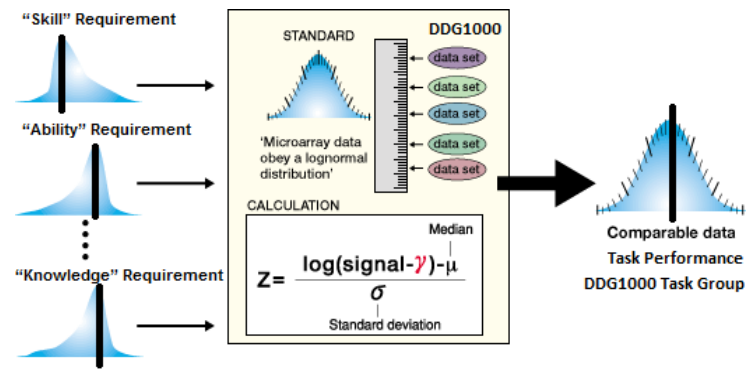 “Skill” Requirement
“Ability” Requirement
“Knowledge” Requirement
DDG1000
STANDARD
data set
data set
data set
data set
data set
‘Microarray data
obey a lognormal
distribution’
CALCULATION
Median
Z= log(signal-γ)-μ
σ
Standard deviation
Comparable data
Task Performance
DDG1000 Task Group